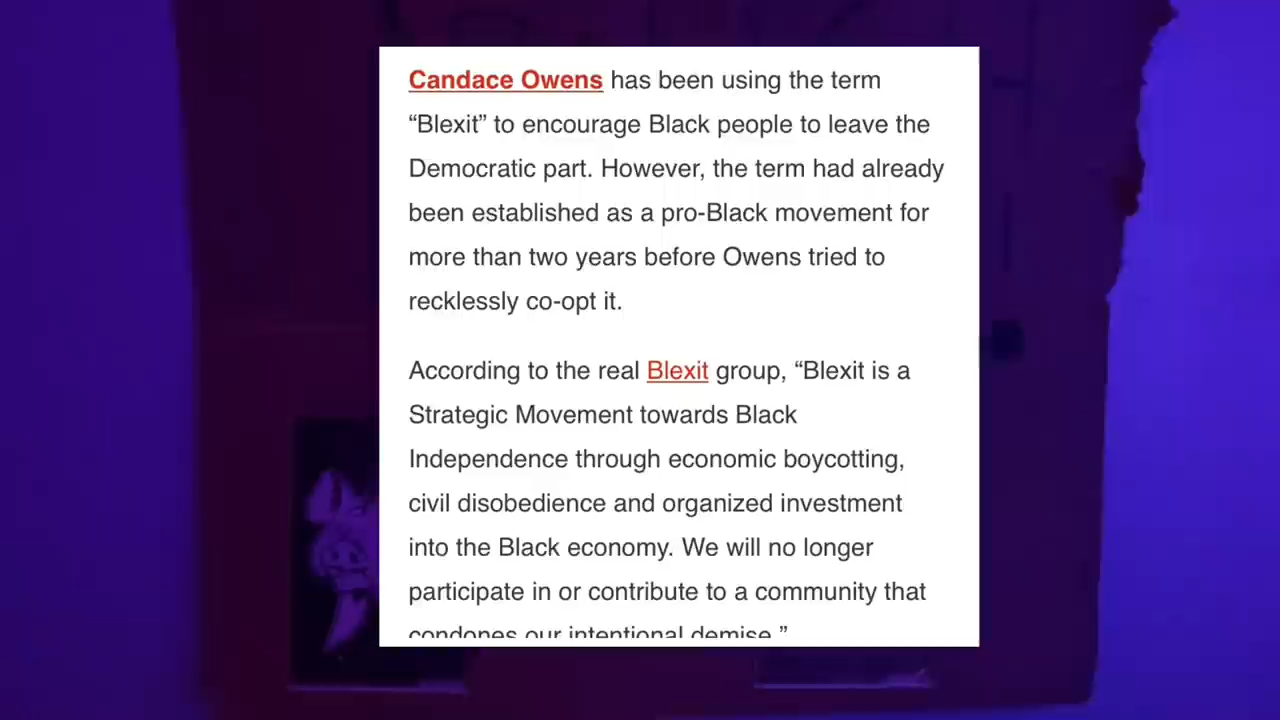 Candace Owens has been using the term
“Blexit” to encourage Black people to leave the
Democratic part. However, the term had already
been established as a pro-Black movement for
more than two years before Owens tried to
recklessly co-opt it.
According to the real Blexit group, “Blexit is a
Strategic Movement towards Black
Independence through economic boycotting,
civil disobedience and organized investment
into the Black economy. We will no longer
participate in or contribute to a community that
condones our intentional demise.”